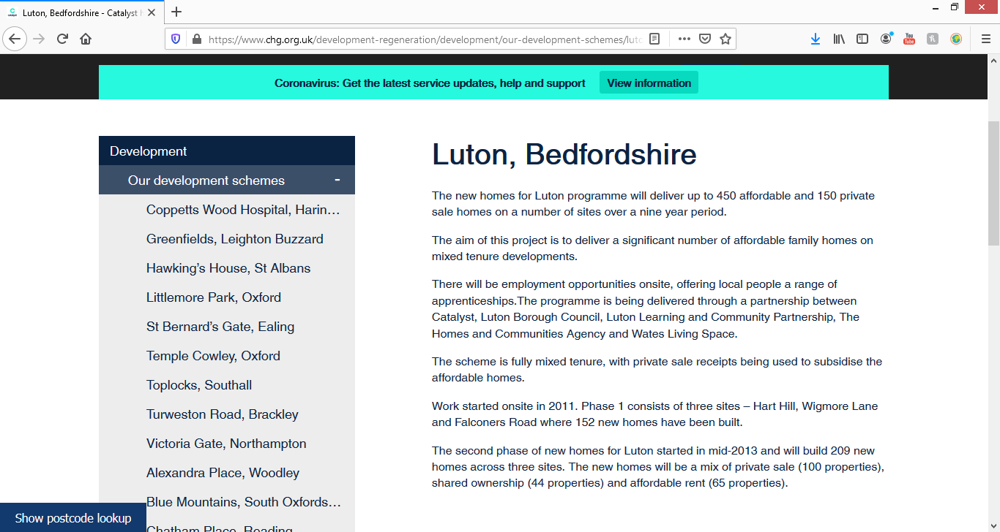 Luton, Bedfordshire - Catalyst
https://www.chg.org.uk/development-regeneration/development/our-development-schemes/luto
Coronavirus: Get the latest service updates, help and support View information
Development
Our development schemes -
Coppetts Wood Hospital, Harin…
Greenfields, Leighton Buzzard
Hawking’s House, St Albans
Littlemore Park, Oxford
St Bernard’s Gate, Ealing
Temple Cowley, Oxford
Toplocks, Southall
Turweston Road, Brackley
Victoria Gate, Northampton
Alexandra Place, Woodley
Blue Mountains, South Oxfords…
Chatham Place, Reading
Show postcode lookup
Luton, Bedfordshire
The new homes for Luton programme will deliver up to 450 affordable and 150 private
sale homes on a number of sites over a nine year period.
The aim of this project is to deliver a significant number of affordable family homes on
mixed tenure developments.
There will be employment opportunities onsite, offering local people a range of
apprenticeships.The programme is being delivered through a partnership between
Catalyst, Luton Borough Council, Luton Learning and Community Partnership, The
Homes and Communities Agency and Wates Living Space.
The scheme is fully mixed tenure, with private sale receipts being used to subsidise the
affordable homes.
Work started onsite in 2011. Phase 1 consists of three sites – Hart Hill, Wigmore Lane
and Falconers Road where 152 new homes have been built.
The second phase of new homes for Luton started in mid-2013 and will build 209 new
homes across three sites. The new homes will be a mix of private sale (100 properties),
shared ownership (44 properties) and affordable rent (65 properties).